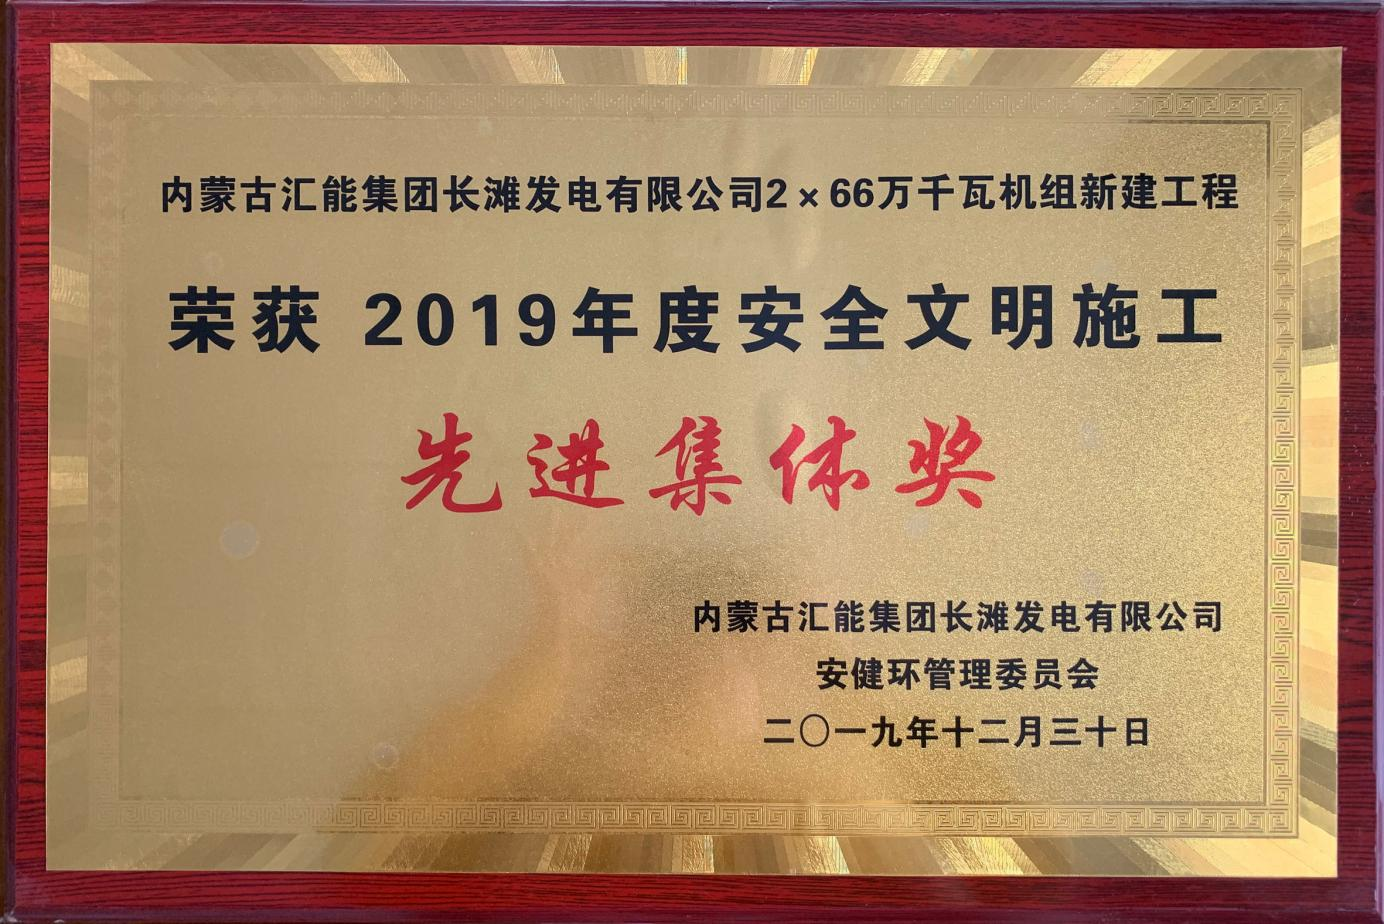 内蒙古汇能集团长滩发电有限公司2×66万千瓦机组新建工程
荣获 2019年度安全文明施工
先进集体奖
内蒙古汇能集团长滩发电有限公司
安健环管理委员会
二〇一九年十二月三十日